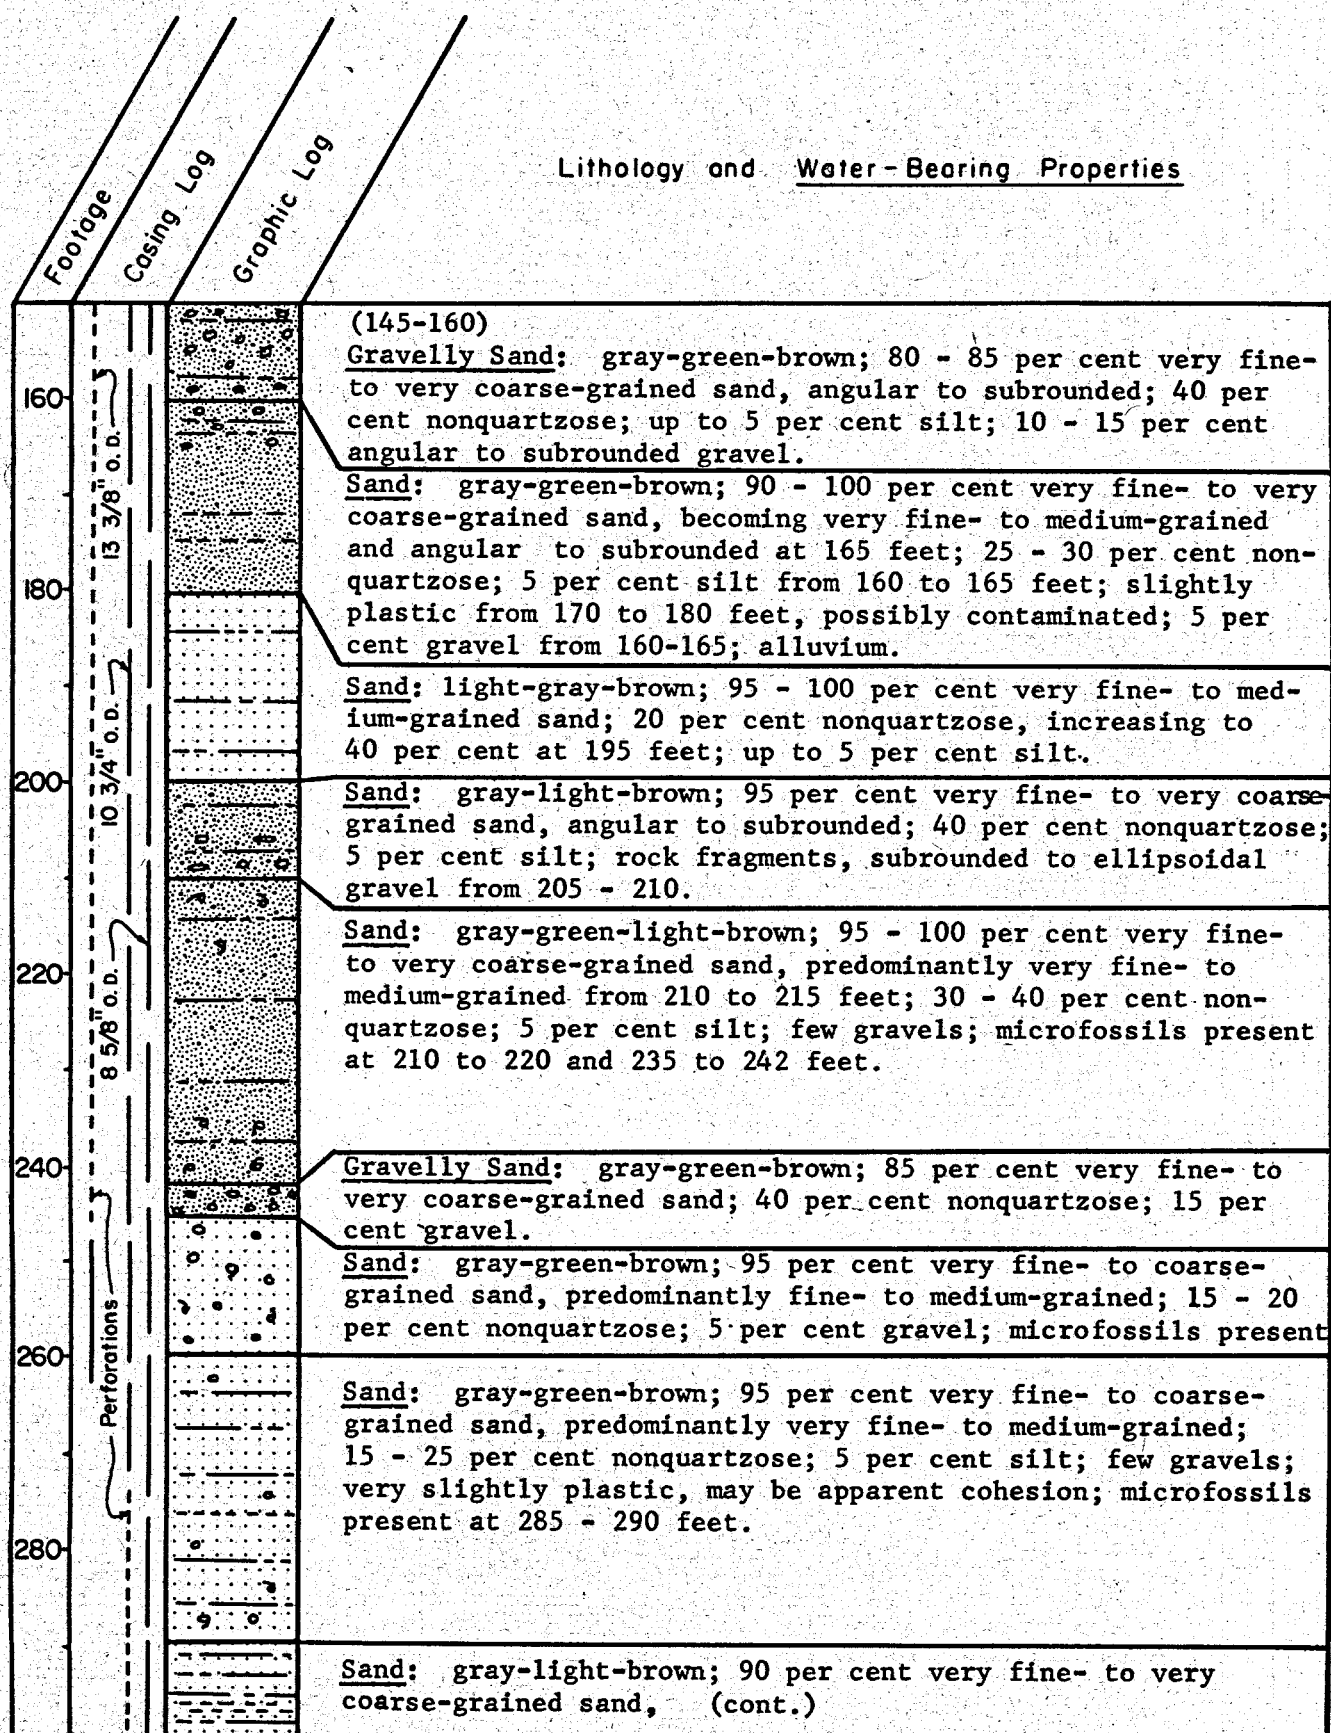 Lithology and Water-Bearing Properties
Footage
Casing Log
Graphic Log
(145-160)
Gravelly Sand: gray-green-brown; 80 - 85 per cent very fine-
to very coarse-grained sand, angular to subrounded; 40 per
cent nonquartzose; up to 5 per cent silt; 10 - 15 per cent
angular to subrounded gravel.
160
13 3/8" O.D.
Sand: gray-green-brown; 90 - 100 per cent very fine- to very
coarse-grained sand, becoming very fine- to medium-grained
and angular to subrounded at 165 feet; 25 - 30 per cent non-
quartzose; 5 per cent silt from 160 to 165 feet; slightly
plastic from 170 to 180 feet, possibly contaminated; 5 per
cent gravel from 160-165; alluvium.
180
10 3/4" O.D.
Sand: light-gray-brown; 95 - 100 per cent very fine- to med-
ium-grained sand; 20 per cent nonquartzose, increasing to
40 per cent at 195 feet; up to 5 per cent silt.
200
Sand: gray-light-brown; 95 per cent very fine- to very coarse-
grained sand, angular to subrounded; 40 per cent nonquartzose;
5 per cent silt; rock fragments, subrounded to ellipsoidal
gravel from 205 - 210.
8 5/8" O.D.
Sand: gray-green-light-brown; 95 - 100 per cent very fine-
to very coarse-grained sand, predominantly very fine- to
medium-grained from 210 to 215 feet; 30 - 40 per cent non-
quartzose; 5 per cent silt; few gravels; microfossils present
at 210 to 220 and 235 to 242 feet.
220
240
Gravelly Sand: gray-green-brown; 85 per cent very fine- to
very coarse-grained sand; 40 per cent nonquartzose; 15 per
cent gravel.
Sand: gray-green-brown; 95 per cent very fine- to coarse-
grained sand, predominantly fine- to medium-grained; 15 - 20
per cent nonquartzose; 5 per cent gravel; microfossils present
260
Perforations
Sand: gray-green-brown; 95 per cent very fine- to coarse-
grained sand, predominantly very fine- to medium-grained;
15 - 25 per cent nonquartzose; 5 per cent silt; few gravels;
very slightly plastic, may be apparent cohesion; microfossils
present at 285 - 290 feet.
280
Sand: gray-light-brown; 90 per cent very fine- to very
coarse-grained sand, (cont.)